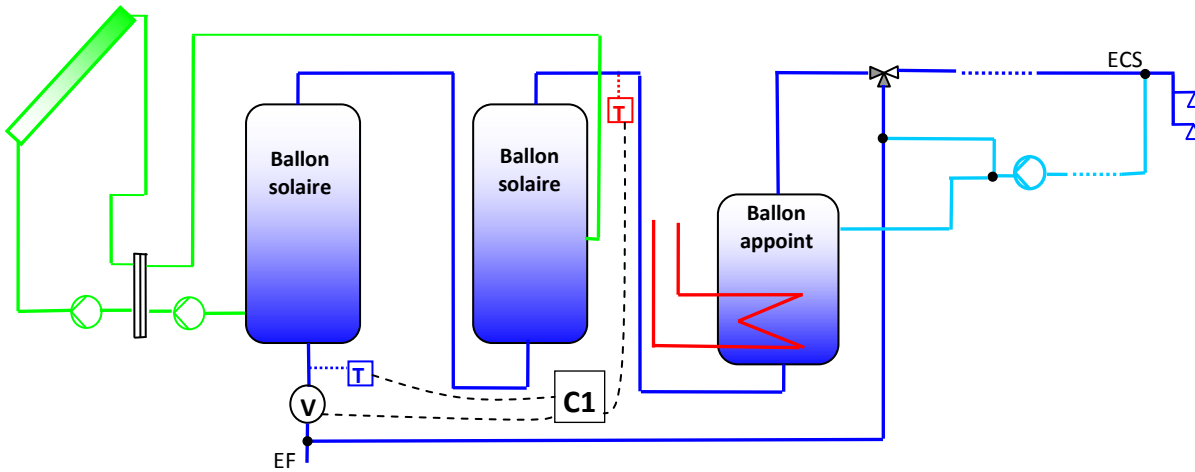 ECS
Ballon
solaire
Ballon
solaire
T
Ballon
appoint
T
V
C1
EF